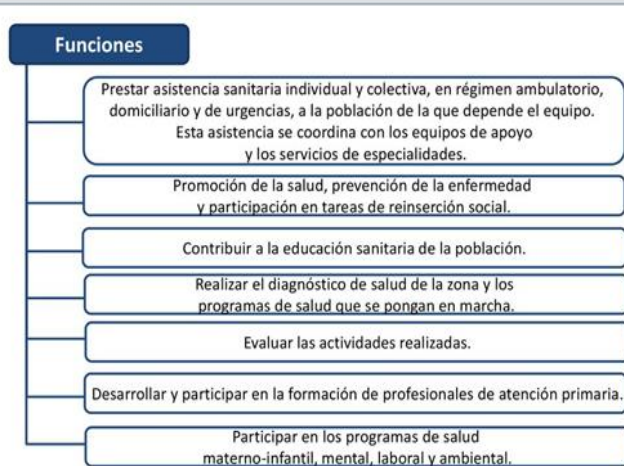 Funciones
Prestar asistencia sanitaria individual y colectiva, en régimen ambulatorio,
domiciliario y de urgencias, a la población de la que depende el equipo.
Esta asistencia se coordina con los equipos de apoyo
y los servicios de especialidades.
Promoción de la salud, prevención de la enfermedad
y participación en tareas de reinserción social.
Contribuir a la educación sanitaria de la población.
Realizar el diagnóstico de salud de la zona y los
programas de salud que se pongan en marcha.
Evaluar las actividades realizadas.
Desarrollar y participar en la formación de profesionales de atención primaria.
Participar en los programas de salud
materno-infantil, mental, laboral y ambiental.